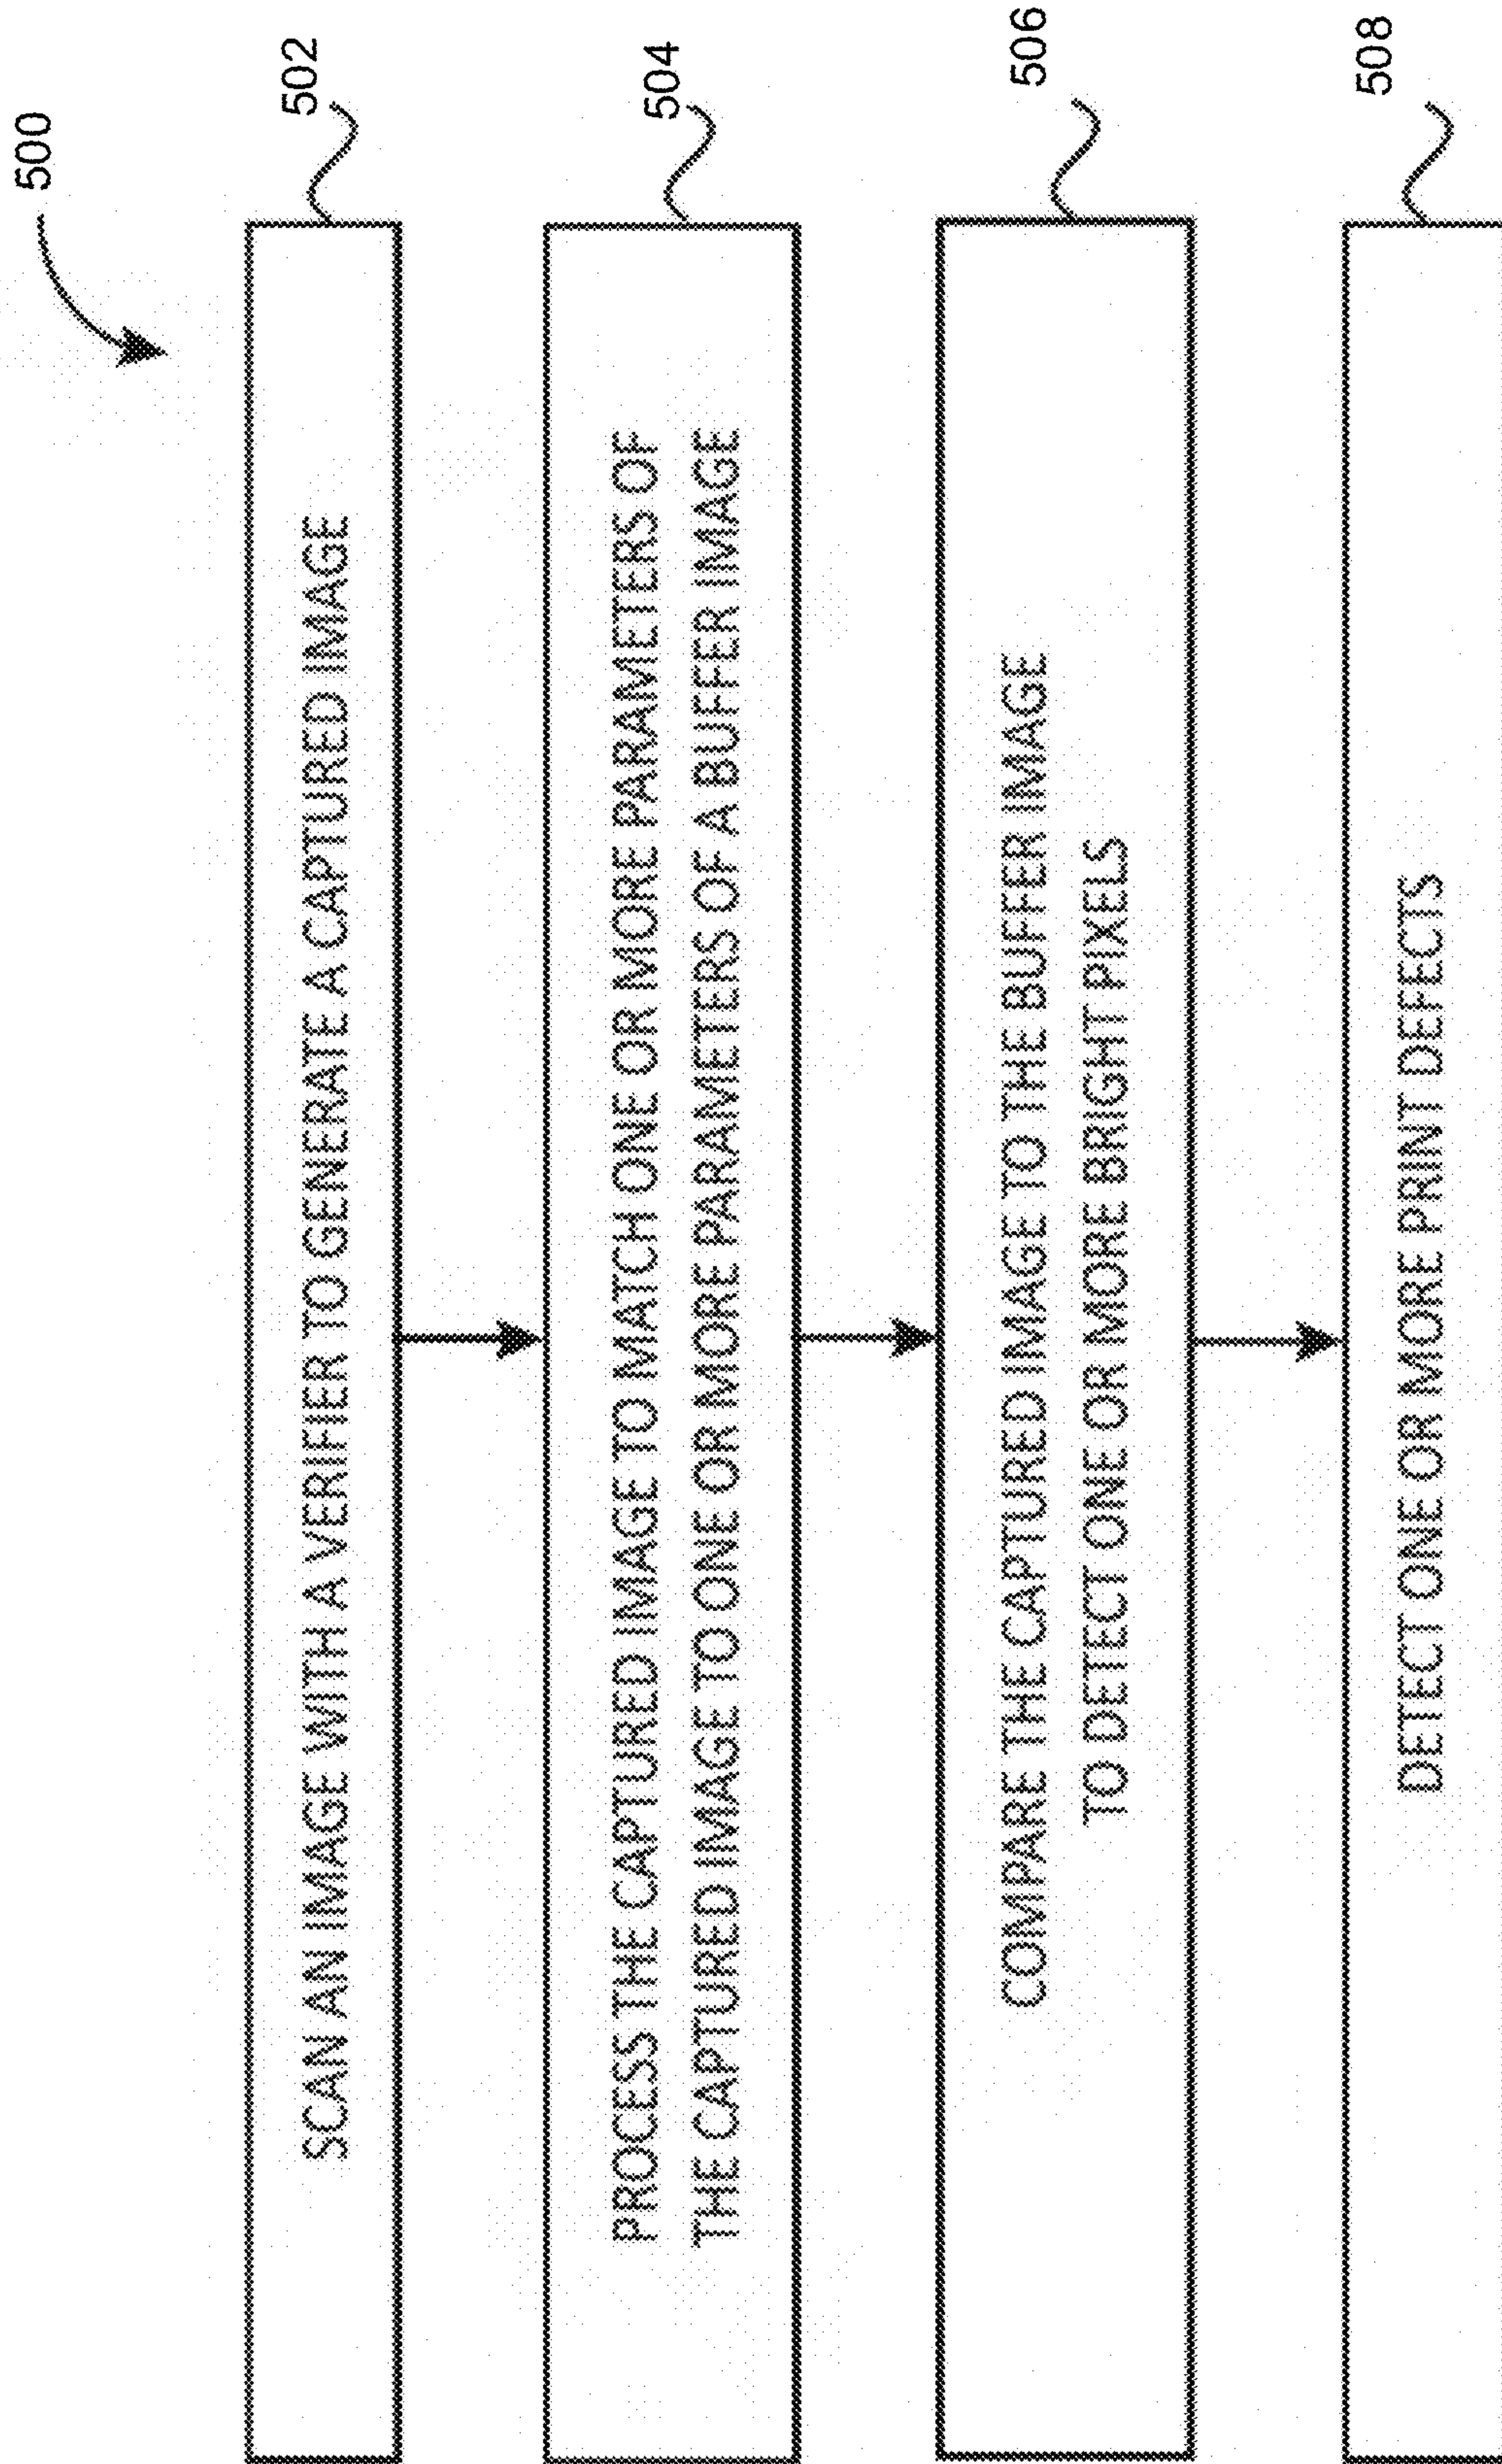 500
502
SCAN AN IMAGE WITH A VERIFIER TO GENERATE A CAPTURED IMAGE
504
PROCESS THE CAPTURED IMAGE TO MATCH ONE OR MORE PARAMETERS OF
THE CAPTURED IMAGE TO ONE OR MORE PARAMETERS OF A BUFFER IMAGE
506
COMPARE THE CAPTURED IMAGE TO THE BUFFER IMAGE
TO DETECT ONE OR MORE BRIGHT PIXELS
508
DETECT ONE OR MORE PRINT DEFECTS